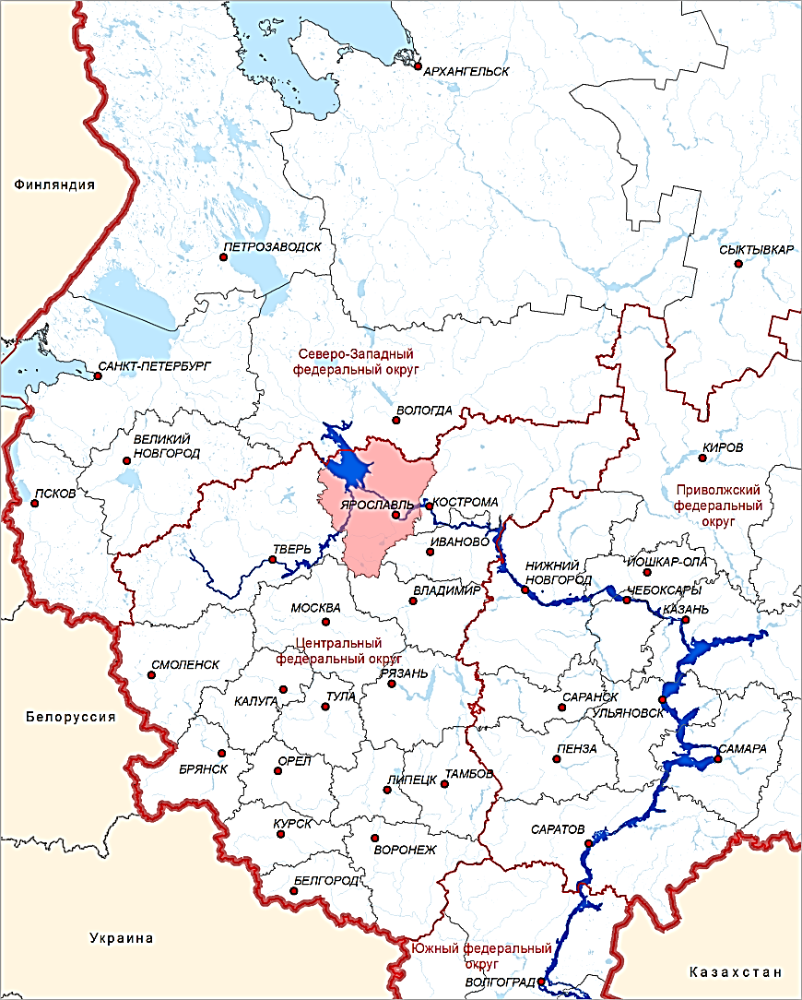 АРХАНГЕЛЬСК
Финляндия
ПЕТРОЗАВОДСК
СЫКТЫВКАР
Северо-Западный
федеральный округ
САНКТ-ПЕТЕРБУРГ
ВОЛОГДА
ВЕЛИКИЙ
НОВГОРОД
КИРОВ
ПСКОВ
Приволжский
федеральный
округ
ЯРОСЛАВЛЬ
КОСТРОМА
ТВЕРЬ
ИВАНОВО
НИЖНИЙ
НОВГОРОД
ЙОШКАР-ОЛА
ВЛАДИМИР
ЧЕБОКСАРЫ
МОСКВА
КАЗАНЬ
Центральный
федеральный округ
СМОЛЕНСК
РЯЗАНЬ
КАЛУГА
ТУЛА
САРАНСК
УЛЬЯНОВСК
Белоруссия
ПЕНЗА
САМАРА
БРЯНСК
ОРЕЛ
ЛИПЕЦК
ТАМБОВ
КУРСК
САРАТОВ
ВОРОНЕЖ
БЕЛГОРОД
Украина
Южный федеральный
округ
ВОЛГОГРАД
Казахстан